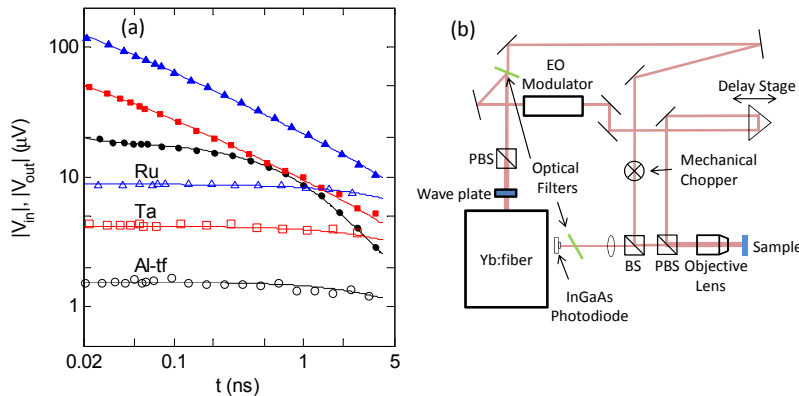 (a)
100
10
1
|V_in|, |V_out| (μV)
Ru
Ta
Al-tf
0.02
0.1
1
5
t (ns)
(b)
EO
Modulator
Delay Stage
PBS
Optical
Filters
Mechanical
Chopper
Wave plate
Yb:fiber
InGaAs
Photodiode
BS
PBS
Objective
Lens
Sample